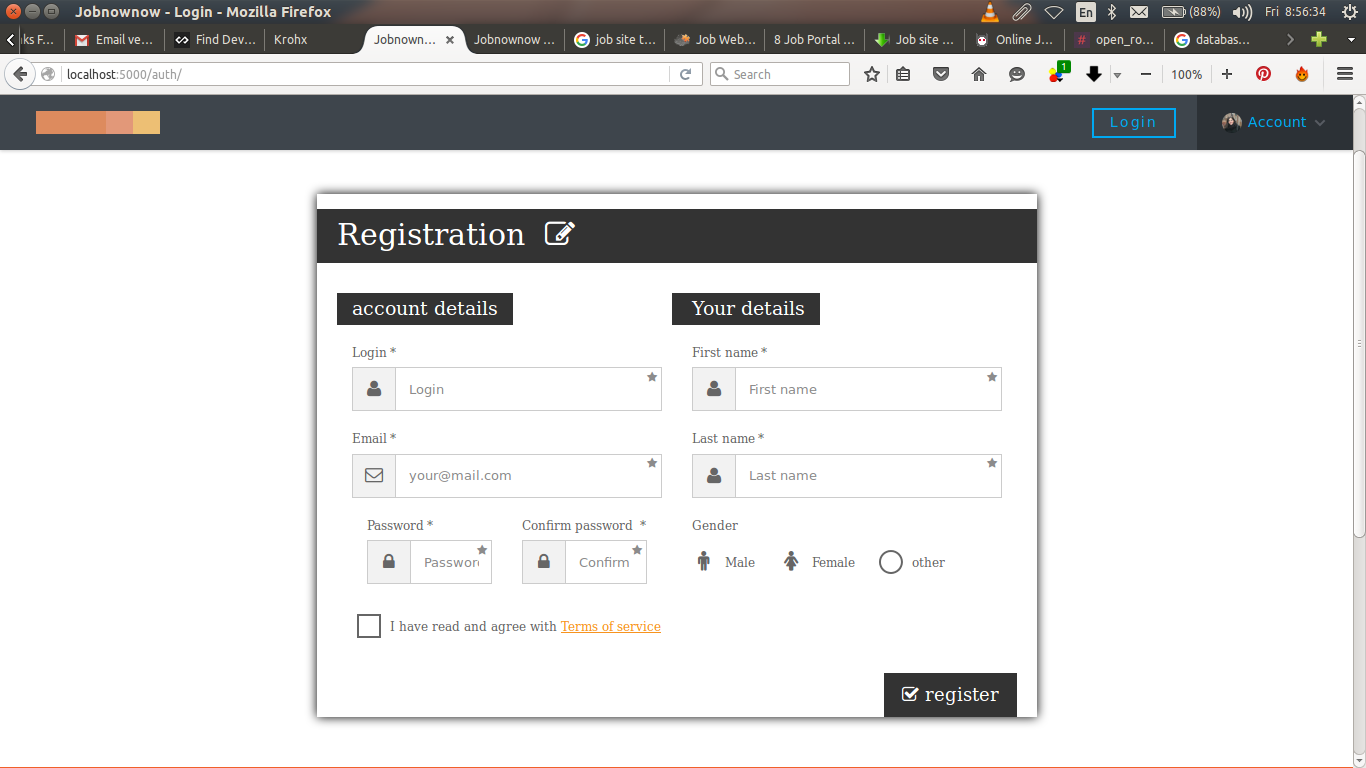 Jobnownow - Login - Mozilla Firefox
En
(88%)
Fri 8:56:34
ks F...
Email ve...
Find Dev...
Krohx
Jobnown...
Jobnownow ...
job site t...
Job Web...
8 Job Portal ...
Job site ...
Online J...
open_ro...
databas...
localhost:5000/auth/
Search
1
100%
Login
Account
Registration
account details
Your details
Login *
First name *
Login
First name
Email *
Last name *
your@mail.com
Last name
Password *
Confirm password *
Gender
Passwor
Confirm
Male
Female
other
I have read and agree with Terms of service
register